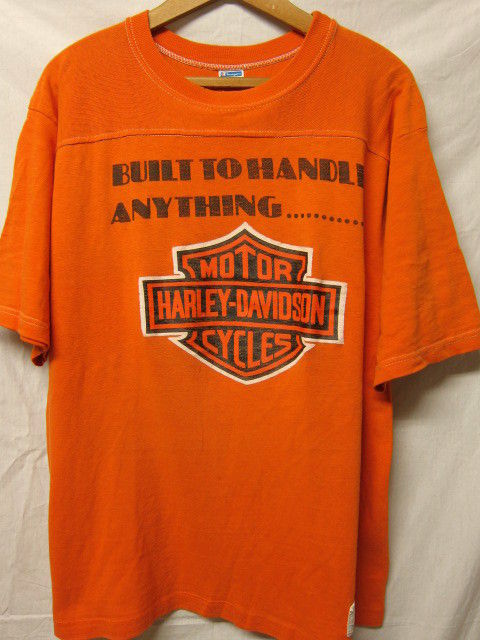 BUILT TO HANDLE
ANYTHING..........
MOTOR
HARLEY-DAVIDSON
CYCLES